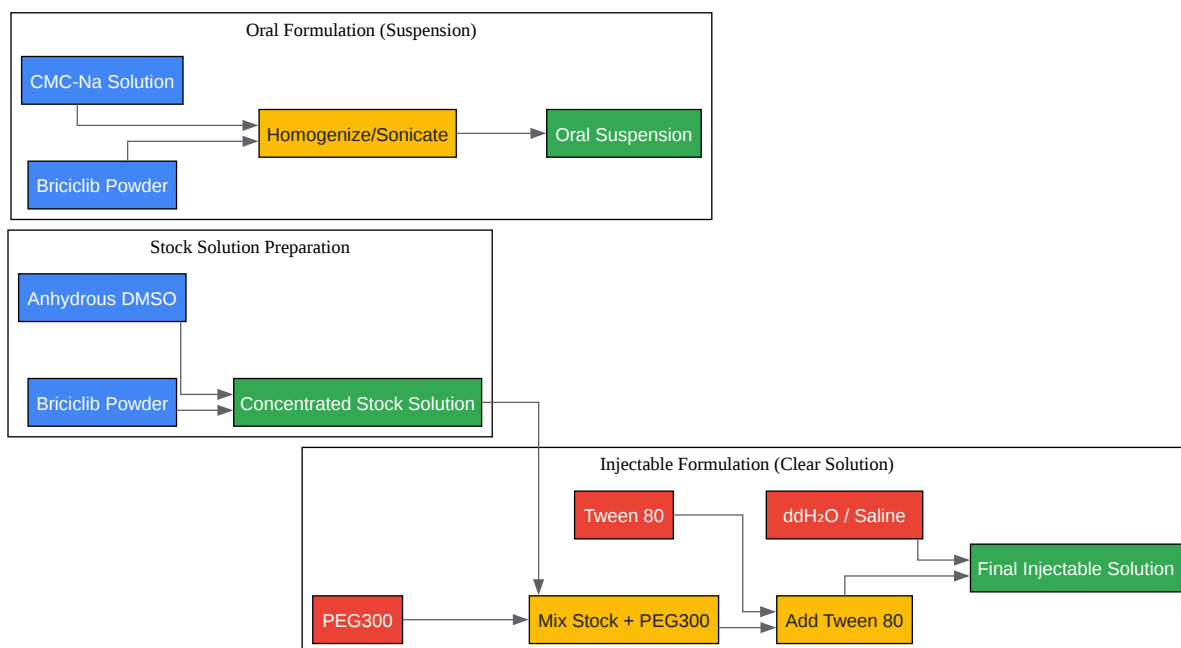 Oral Formulation (Suspension)
CMC-Na Solution
Homogenize/Sonicate
Oral Suspension
Briciclib Powder
Stock Solution Preparation
Anhydrous DMSO
Briciclib Powder
Concentrated Stock Solution
Injectable Formulation (Clear Solution)
Tween 80
ddH₂O / Saline
Final Injectable Solution
PEG300
Mix Stock + PEG300
Add Tween 80